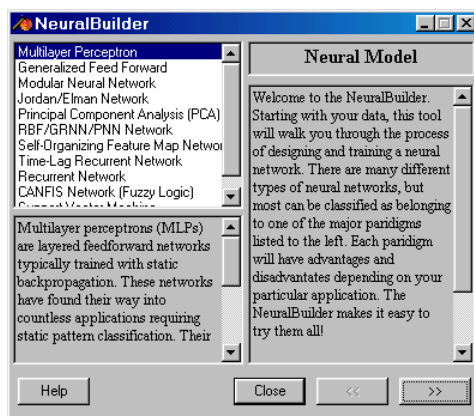 NeuralBuilder
Multilayer Perceptron
Generalized Feed Forward
Modular Neural Network
Jordan/Elman Network
Principal Component Analysis (PCA)
RBF/GRNN/PNN Network
Self-Organizing Feature Map Networ
Time-Lag Recurrent Network
Recurrent Network
CANFIS Network (Fuzzy Logic)
Support Vector Machine
Multilayer perceptrons (MLPs)
are layered feedforward networks
typically trained with static
backpropagation. These networks
have found their way into
countless applications requiring
static pattern classification. Their
Neural Model
Welcome to the NeuralBuilder.
Starting with your data, this tool
will walk you through the process
of designing and training a neural
network. There are many different
types of neural networks, but
most can be classified as belonging
to one of the major paridigms
listed to the left. Each paridigm
will have advantages and
disadvantates depending on your
particular application. The
NeuralBuilder makes it easy to
try them all!
Help
Close
<<
>>